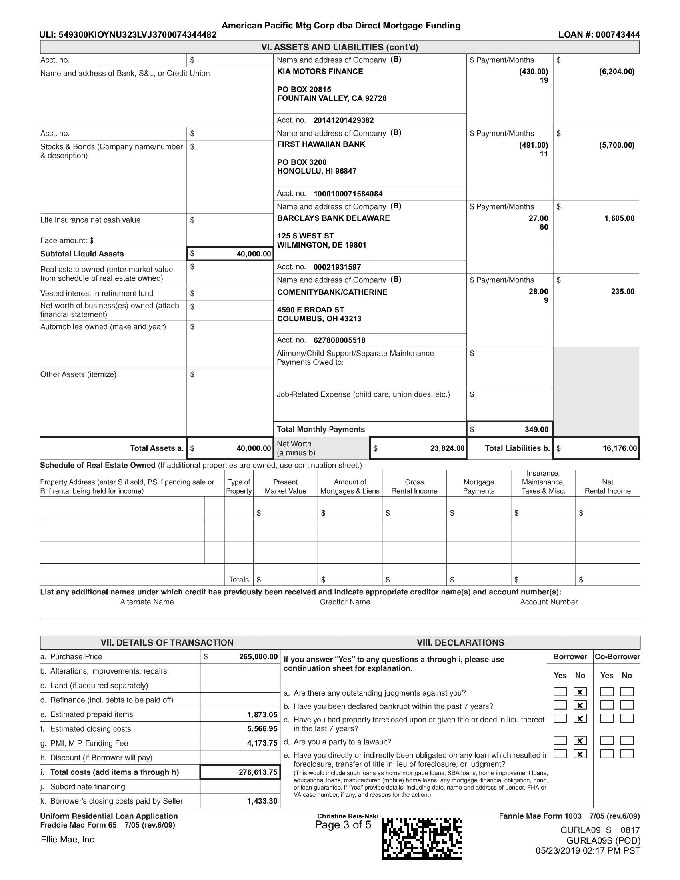 American Pacific Mtg Corp dba Direct Mortgage Funding
ULI: 549300KIOYNU323LVJ3700074344482 LOAN #: 000743444
VI. ASSETS AND LIABILITIES (cont'd)
Acct. no. $ Name and address of Company (B) $ Payment/Months $
Name and address of Bank, S&L, or Credit Union KIA MOTORS FINANCE (430.00) (6,204.00)
19
PO BOX 20815
FOUNTAIN VALLEY, CA 92728
Acct. no. 20141201429382
Acct. no. $ Name and address of Company (B) $ Payment/Months $
Stocks & Bonds (Company name/number $ FIRST HAWAIIAN BANK (491.00) (5,700.00)
& description) 11
PO BOX 3200
HONOLULU, HI 96847
Acct. no. 1000100071584084
Name and address of Company (B) $ Payment/Months $
Life insurance net cash value $ BARCLAYS BANK DELAWARE 27.00 1,605.00
60
Face amount: $ 125 S WEST ST
WILMINGTON, DE 19801
Subtotal Liquid Assets $ 40,000.00
Real estate owned (enter market value $ Acct. no. 00021931597
from schedule of real estate owned) Name and address of Company (B) $ Payment/Months $
Vested interest in retirement fund $ COMENITYBANK/CATHERINE 28.00 235.00
9
Net worth of business(es) owned (attach $
financial statement) 4590 E BROAD ST
COLUMBUS, OH 43213
Automobiles owned (make and year) $
Acct. no. 627800005518
Alimony/Child Support/Separate Maintenance $
Payments Owed to:
Other Assets (itemize) $
Job-Related Expense (child care, union dues, etc.) $
Total Monthly Payments $ 349.00
Total Assets a. $ 40,000.00 Net Worth (a minus b) $ 23,824.00 Total Liabilities b. $ 16,176.00
Schedule of Real Estate Owned (If additional properties are owned, use continuation sheet.)
Property Address (enter S if sold, PS if pending sale or R if rental being held for income) Type of Property Present Market Value Amount of Mortgages & Liens Gross Rental Income Mortgage Payments Insurance, Maintenance, Taxes & Misc. Net Rental Income
$ $ $ $ $ $
Totals $ $ $ $ $ $
List any additional names under which credit has previously been received and indicate appropriate creditor name(s) and account number(s):
Alternate Name Creditor Name Account Number
VII. DETAILS OF TRANSACTION VIII. DECLARATIONS
a. Purchase Price $ 265,000.00
b. Alterations, improvements, repairs
c. Land (if acquired separately)
d. Refinance (incl. debts to be paid off)
e. Estimated prepaid items 1,873.05
f. Estimated closing costs 5,566.95
g. PMI, MIP, Funding Fee 4,173.75
h. Discount (if Borrower will pay)
i. Total costs (add items a through h) 276,613.75
j. Subordinate financing
k. Borrower's closing costs paid by Seller 1,433.30
If you answer "Yes" to any questions a through i, please use Borrower Co-Borrower
continuation sheet for explanation. Yes No Yes No
a. Are there any outstanding judgments against you? X
b. Have you been declared bankrupt within the past 7 years? X
c. Have you had property foreclosed upon or given title or deed in lieu thereof X
in the last 7 years?
d. Are you a party to a lawsuit? X
e. Have you directly or indirectly been obligated on any loan which resulted in X
foreclosure, transfer of title in lieu of foreclosure, or judgment?
(This would include such loans as home mortgage loans, SBA loans, home improvement loans,
educational loans, manufactured (mobile) home loans, any mortgage, financial obligation, bond,
or loan guarantee. If "Yes," provide details, including date, name and address of Lender, FHA or
VA case number, if any, and reasons for the action.)
Uniform Residential Loan Application Fannie Mae Form 1003 7/05 (rev.6/09)
Freddie Mac Form 65 7/05 (rev.6/09)
Page 3 of 5
Ellie Mae, Inc. GURLA09_S 0817
GURLA09S (POD)
05/23/2019 02:17 PM PST